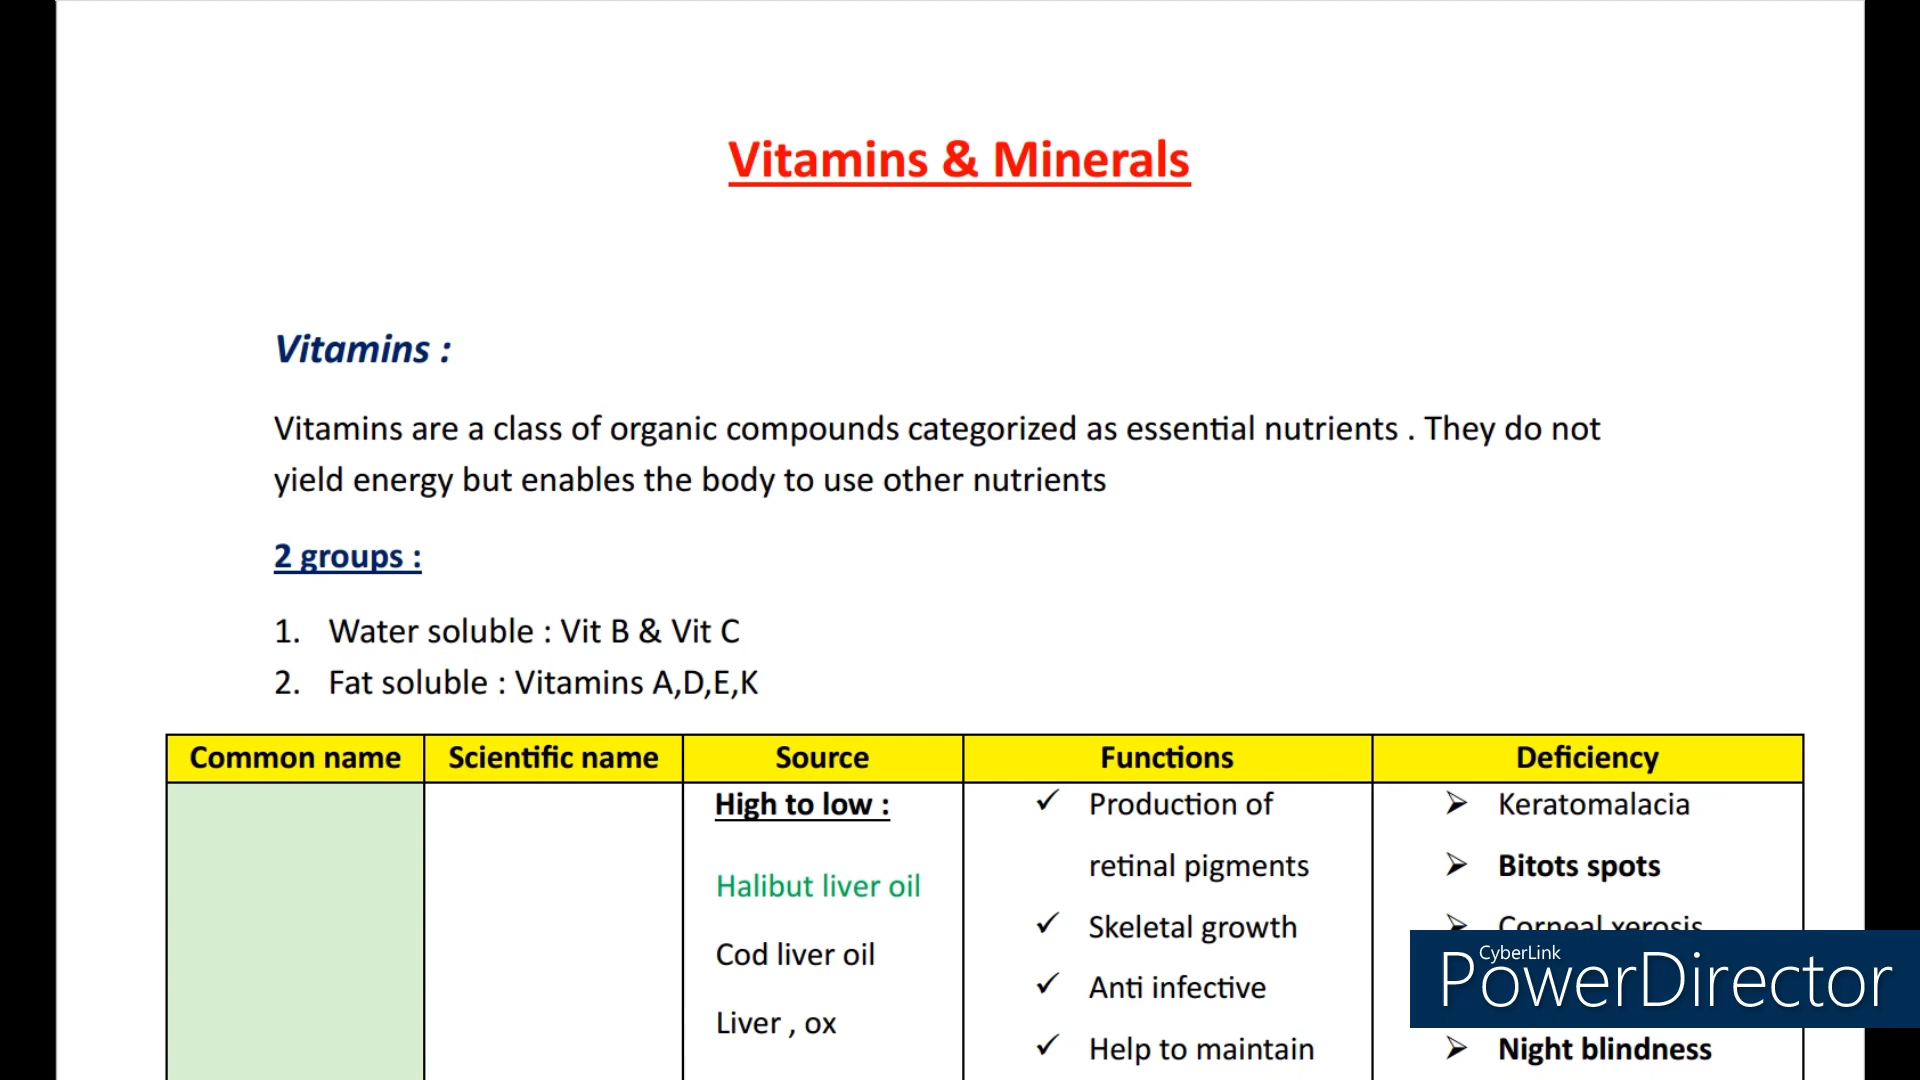 Vitamins & Minerals
Vitamins :
Vitamins are a class of organic compounds categorized as essential nutrients . They do not
yield energy but enables the body to use other nutrients
2 groups :
1. Water soluble : Vit B & Vit C
2. Fat soluble : Vitamins A,D,E,K
Common name Scientific name Source Functions Deficiency
High to low :
Halibut liver oil
Cod liver oil
Liver , ox
✓ Production of
retinal pigments
✓ Skeletal growth
✓ Anti infective
✓ Help to maintain
➢ Keratomalacia
➢ Bitots spots
➢ Corneal xerosis
➢ Night blindness
CyberLink
PowerDirector